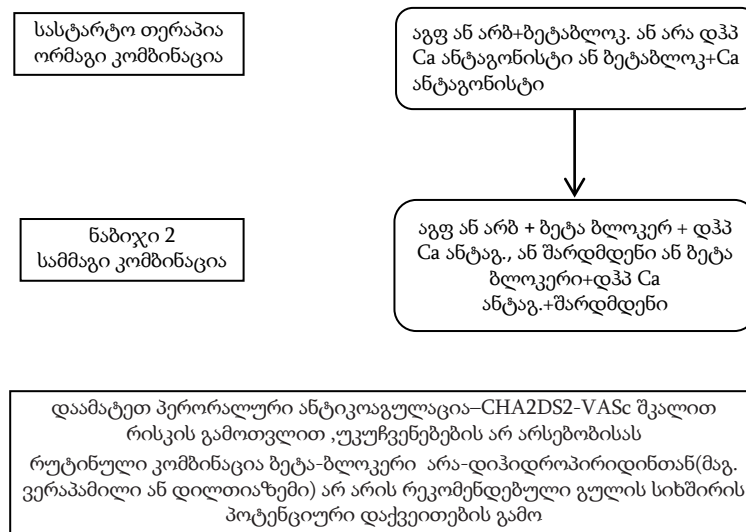 სასტარტო თერაპია
ორმაგი კომბინაცია
აგფ ან არბ+ბეტაბლოკ. ან არა დჰპ
Ca ანტაგონისტი ან ბეტაბლოკ+Ca
ანტაგონისტი
ნაბიჯი 2
სამმაგი კომბინაცია
აგფ ან არბ + ბეტა ბლოკერ + დჰპ
Ca ანტაგ., ან შარდმდენი ან ბეტა
ბლოკერი+დჰპ Ca
ანტაგ.+შარდმდენი
დაამატეთ პერორალური ანტიკოაგულაცია–CHA2DS2-VASc შკალით
რისკის გამოთვლით ,უკუჩვენებების არ არსებობისას
რუტინული კომბინაცია ბეტა-ბლოკერი არა-დიჰიდროპირიდინთან(მაგ.
ვერაპამილი ან დილთიაზემი) არ არის რეკომენდებული გულის სიხშირის
პოტენციური დაქვეითების გამო